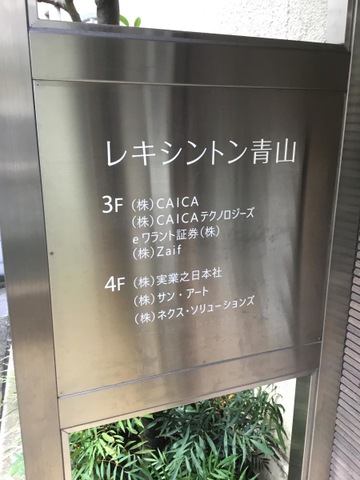 レキシントン青山
3F (株)CAICA
(株)CAICAテクノロジーズ
eワラント証券(株)
(株)Zaif
4F (株)実業之日本社
(株)サン・アート
(株)ネクス・ソリューションズ